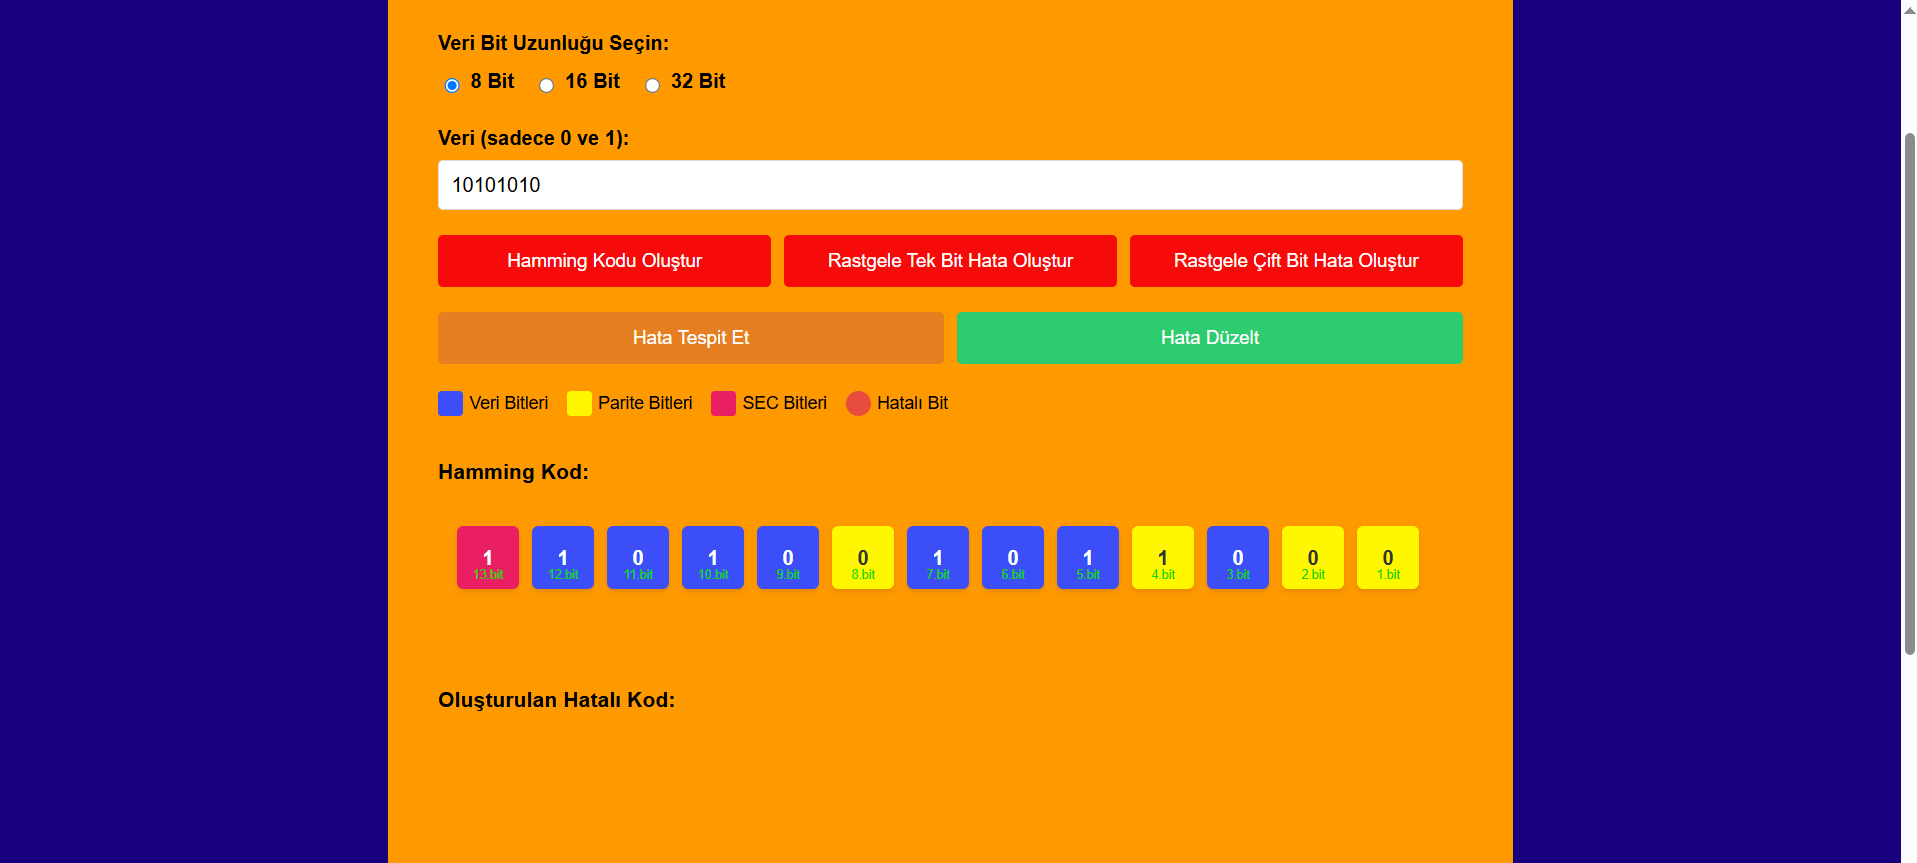 Veri Bit Uzunluğu Seçin:
8 Bit 16 Bit 32 Bit
Veri (sadece 0 ve 1):
10101010
Hamming Kodu Oluştur Rastgele Tek Bit Hata Oluştur Rastgele Çift Bit Hata Oluştur
Hata Tespit Et Hata Düzelt
Veri Bitleri Parite Bitleri SEC Bitleri Hatalı Bit
Hamming Kod:
1 1 0 1 0 0 1 0 1 1 0 0 0
13.bit 12.bit 11.bit 10.bit 9.bit 8.bit 7.bit 6.bit 5.bit 4.bit 3.bit 2.bit 1.bit
Oluşturulan Hatalı Kod: